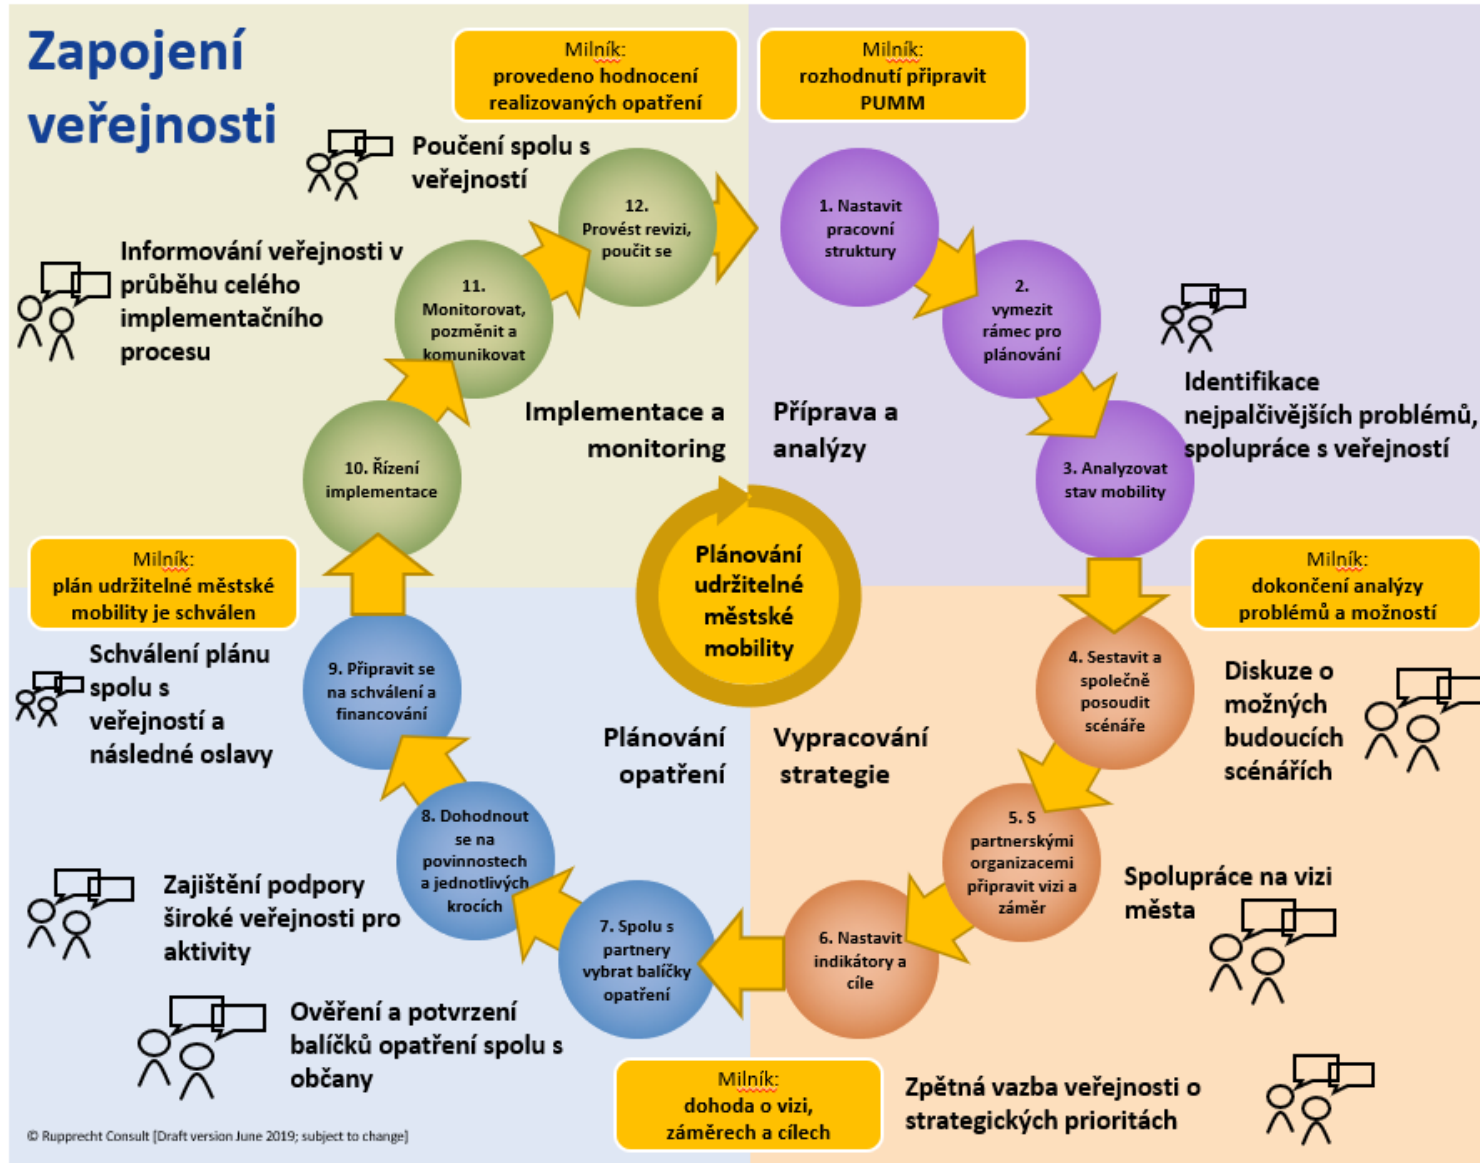 Zapojení
veřejnosti
Milník:
provedeno hodnocení
realizovaných opatření
Milník:
rozhodnutí připravit
PUMM
Poučení spolu s
veřejností
12.
Provést revizi,
poučit se
1. Nastavit
pracovní
struktury
Informování veřejnosti v
průběhu celého
implementačního
procesu
11.
Monitorovat,
pozměnit a
komunikovat
2.
vymezit
rámec pro
plánování
Identifikace
nejpalčivějších problémů,
spolupráce s veřejností
Implementace a
monitoring
Příprava a
analýzy
10. Řízení
implementace
3. Analyzovat
stav mobility
Plánování
udržitelné
městské
mobility
Milník:
plán udržitelné městské
mobility je schválen
Milník:
dokončení analýzy
problémů a možností
Schválení plánu
spolu s
veřejností a
následné oslavy
9. Připravit se
na schválení a
financování
4. Sestavit a
společně
posoudit
scénáře
Diskuze o
možných
budoucích
scénářích
Plánování
opatření
Vypracování
strategie
8. Dohodnout
se na
povinnostech
a jednotlivých
krocích
5. S
partnerskými
organizacemi
připravit vizi a
záměr
Zajištění podpory
široké veřejnosti pro
aktivity
Spolupráce na vizi
města
7. Spolu s
partnery
vybrat balíčky
opatření
6. Nastavit
indikátory a
cíle
Ověření a potvrzení
balíčků opatření spolu s
občany
Milník:
dohoda o vizi,
záměrech a cílech
Zpětná vazba veřejnosti o
strategických prioritách
© Rupprecht Consult [Draft version June 2019; subject to change]